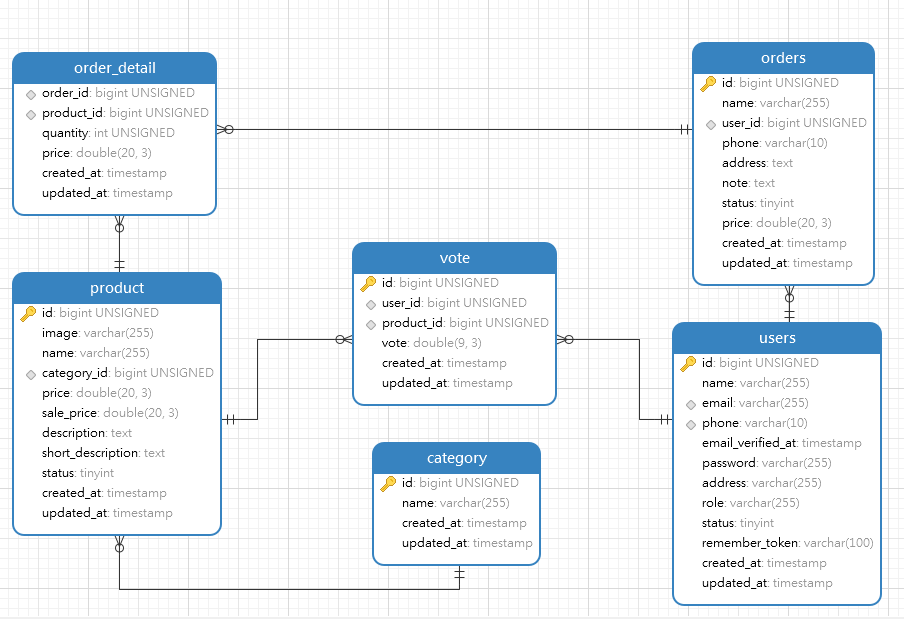 order_detail
order_id: bigint UNSIGNED
product_id: bigint UNSIGNED
quantity: int UNSIGNED
price: double(20, 3)
created_at: timestamp
updated_at: timestamp
orders
id: bigint UNSIGNED
name: varchar(255)
user_id: bigint UNSIGNED
phone: varchar(10)
address: text
note: text
status: tinyint
price: double(20, 3)
created_at: timestamp
updated_at: timestamp
product
id: bigint UNSIGNED
image: varchar(255)
name: varchar(255)
category_id: bigint UNSIGNED
price: double(20, 3)
sale_price: double(20, 3)
description: text
short_description: text
status: tinyint
created_at: timestamp
updated_at: timestamp
vote
id: bigint UNSIGNED
user_id: bigint UNSIGNED
product_id: bigint UNSIGNED
vote: double(9, 3)
created_at: timestamp
updated_at: timestamp
category
id: bigint UNSIGNED
name: varchar(255)
created_at: timestamp
updated_at: timestamp
users
id: bigint UNSIGNED
name: varchar(255)
email: varchar(255)
phone: varchar(10)
email_verified_at: timestamp
password: varchar(255)
address: varchar(255)
role: varchar(255)
status: tinyint
remember_token: varchar(100)
created_at: timestamp
updated_at: timestamp